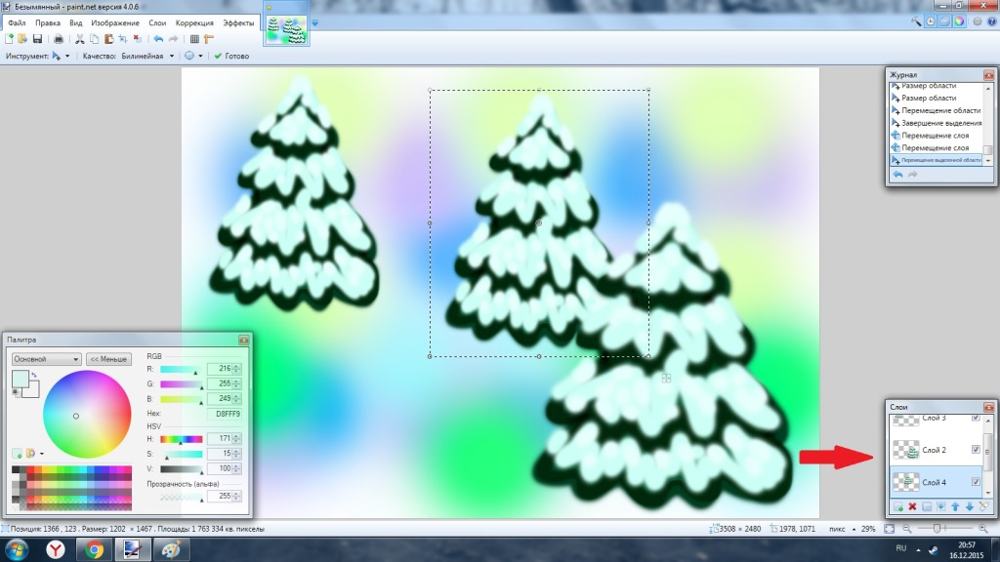 Безымянный - paint.net версия 4.0.6
Файл Правка Вид Изображение Слои Коррекция Эффекты
Инструмент: Качество: Билинейная Готово
Журнал
Размер области
Размер области
Перемещение области
Завершение выделения
Перемещение слоя
Перемещение слоя
Перемещение выделенной области
Палитра
Основной << Меньше
RGB
R: 216
G: 255
B: 249
Hex: D8FFF9
HSV
H: 171
S: 15
V: 100
Прозрачность (альфа)
255
Слои
Слой 3
Слой 2
Слой 4
Позиция: 1366 , 123 . Размер: 1202 × 1467 . Площадь: 1 763 334 кв. пикселы
3508 × 2480 1978, 1071 пикс 29%
RU
20:57
16.12.2015